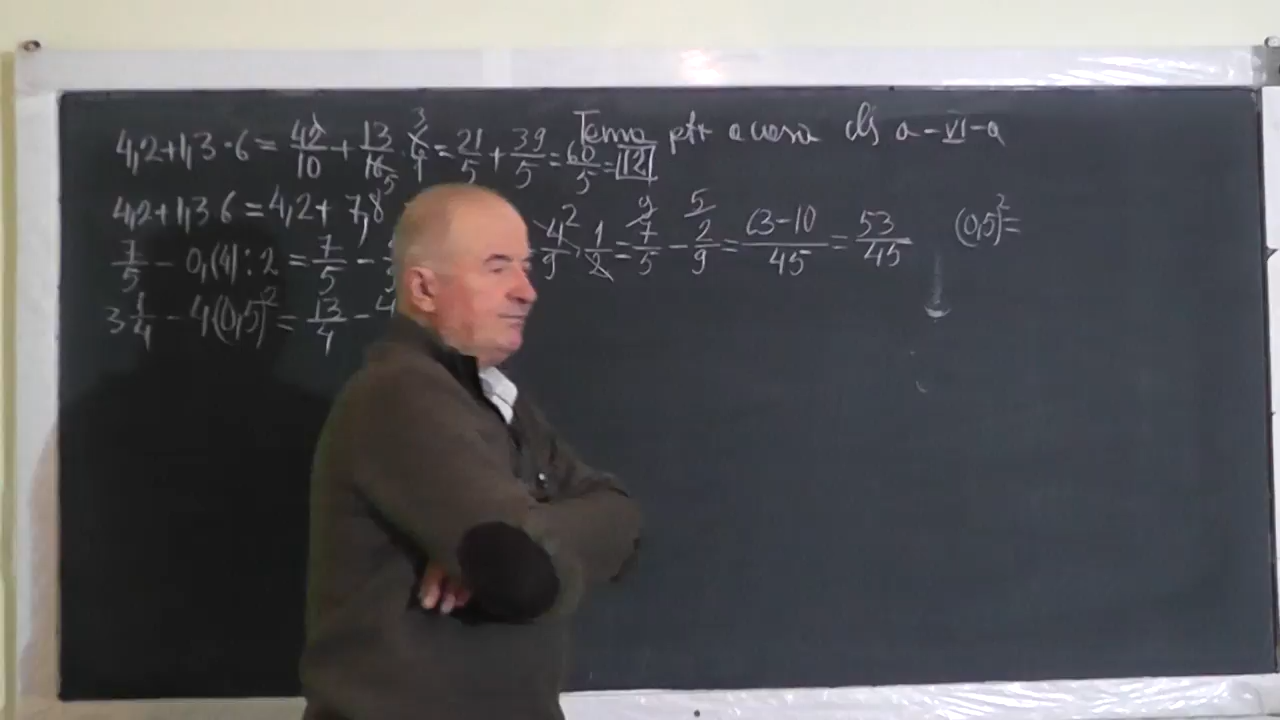 4,2+1,3·6= 42/10 + 13/10 · 6/1 = 21/5 + 39/5 = 60/5 = 12 Tema ptr acasa cls a-VI-a
4,2+1,3 6 = 4,2+ 7,8
7/5 - 0,(4):2 = 7/5 - 4/9 · 1/2 = 7/5 - 2/9 = 63-10/45 = 53/45 (0,5)²=
3 1/4 - 4(0,5)² = 13/4 - 4